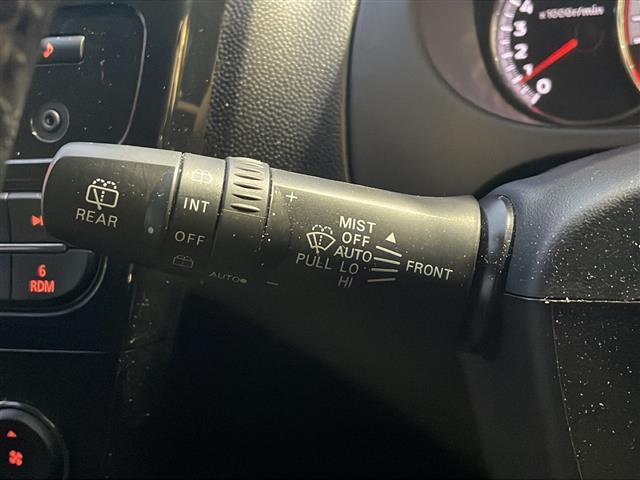 4
3
2
1
0
x1000r/min
REAR
INT
OFF
AUTO
+
-
MIST
OFF
AUTO
PULL LO
HI
FRONT
6
RDM